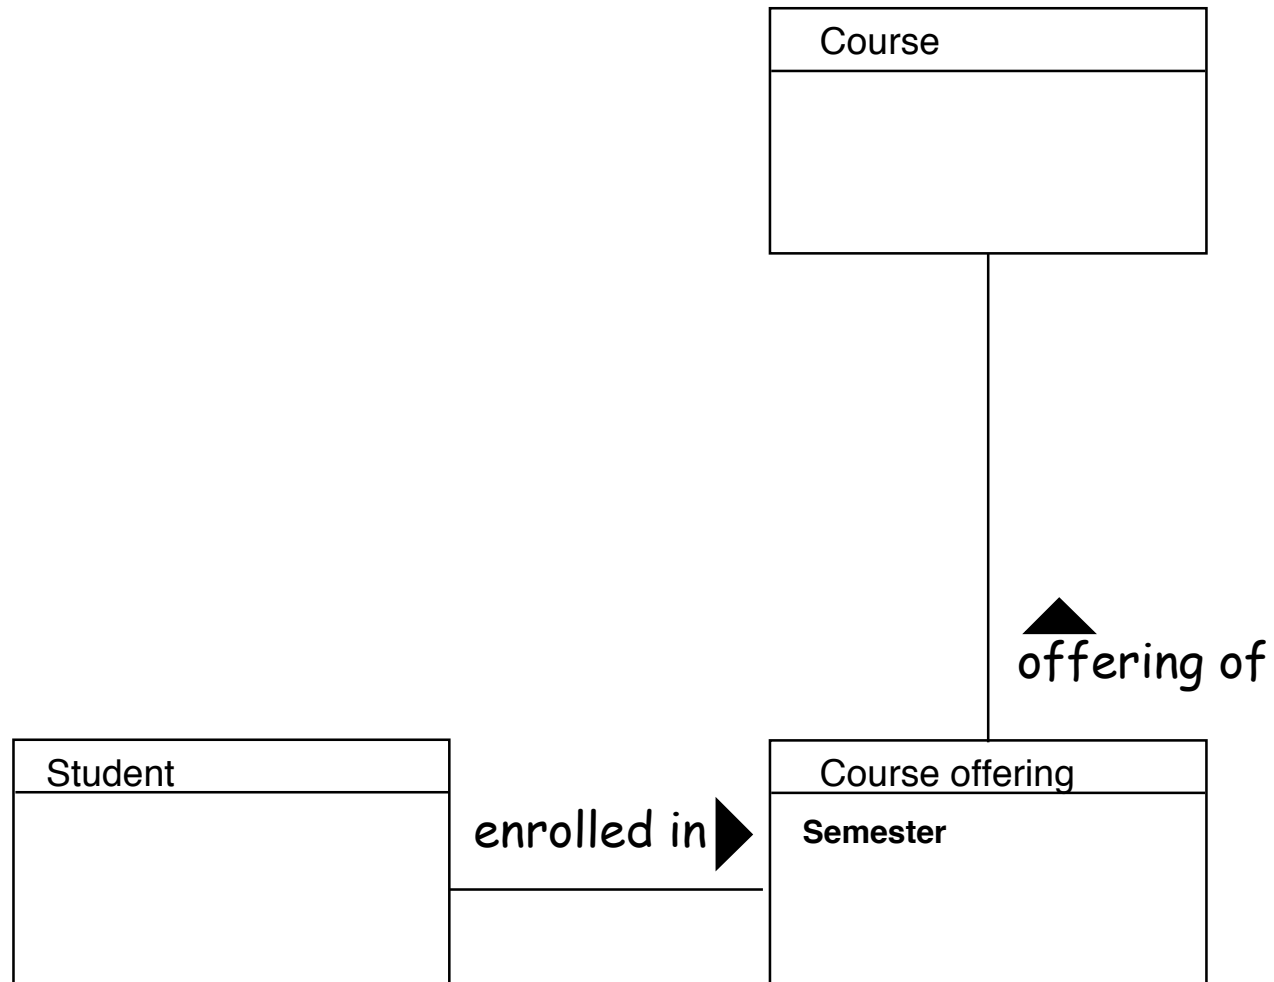 Course
offering of
Student
Course offering
enrolled in
Semester